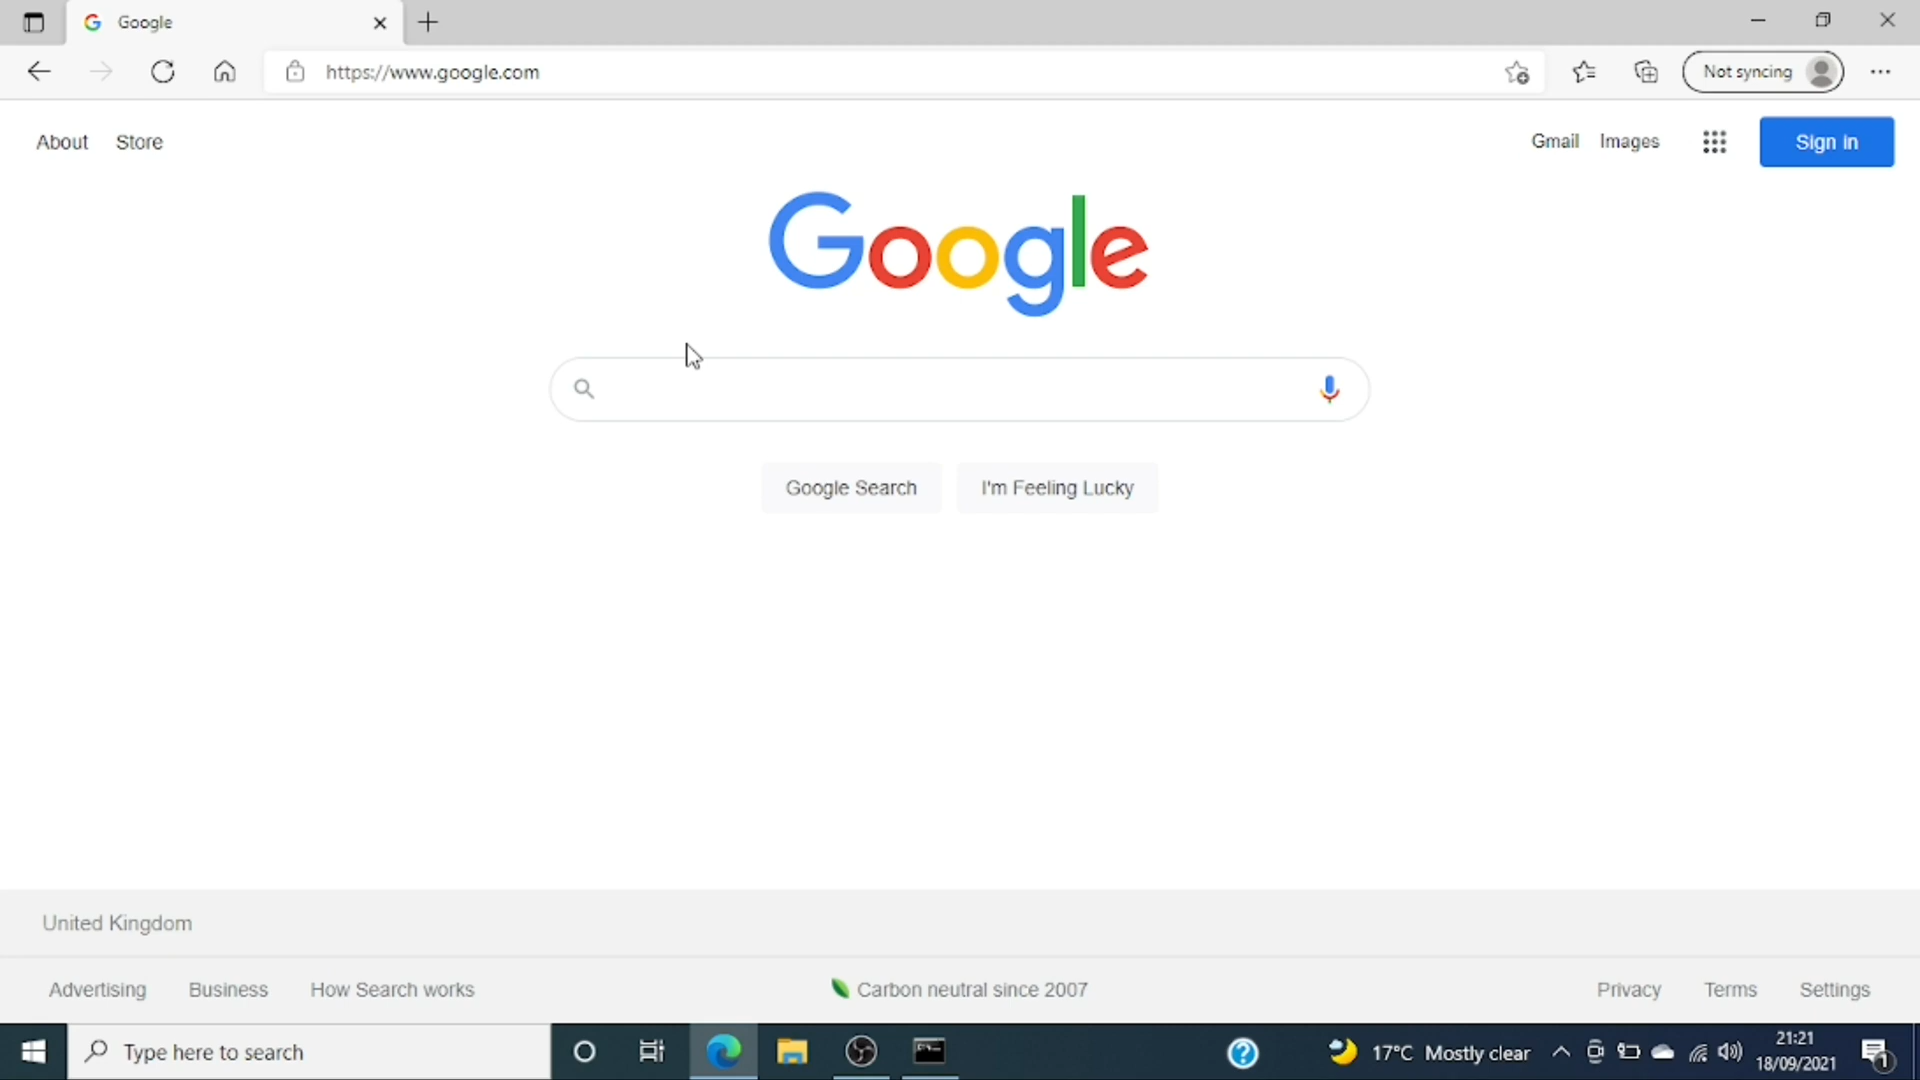 Google
https://www.google.com
Not syncing
About Store
Gmail Images
Sign in
Google
Google Search I'm Feeling Lucky
United Kingdom
Advertising Business How Search works
Carbon neutral since 2007
Privacy Terms Settings
Type here to search
17°C Mostly clear
21:21
18/09/2021
1